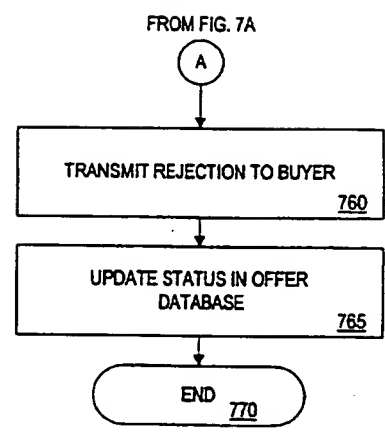 FROM FIG. 7A
A
TRANSMIT REJECTION TO BUYER
760
UPDATE STATUS IN OFFER
DATABASE
765
END
770